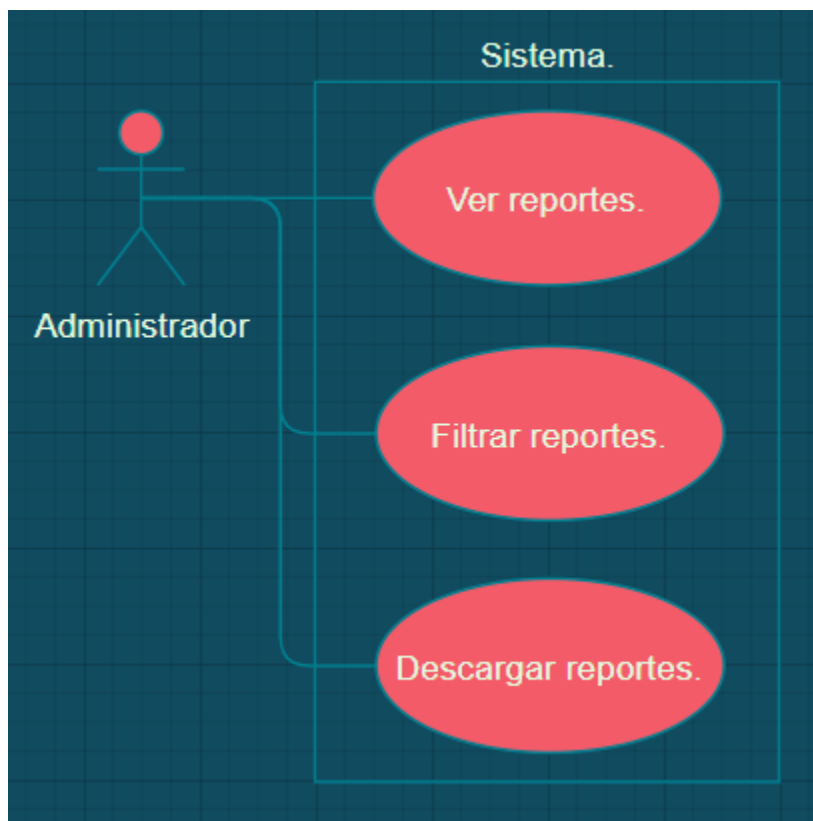 Sistema.
Ver reportes.
Administrador
Filtrar reportes.
Descargar reportes.